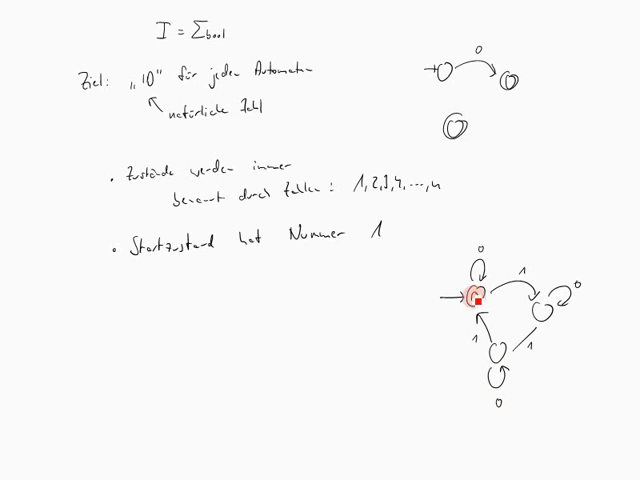 I = Σbool
Ziel: „ID" für jeden Automaten
natürliche Zahl
• Zustände werden immer
benannt durch Zahlen: 1,2,3,4,...,n
• Startzustand hat Nummer 1
0
0
1
0
1
1
0